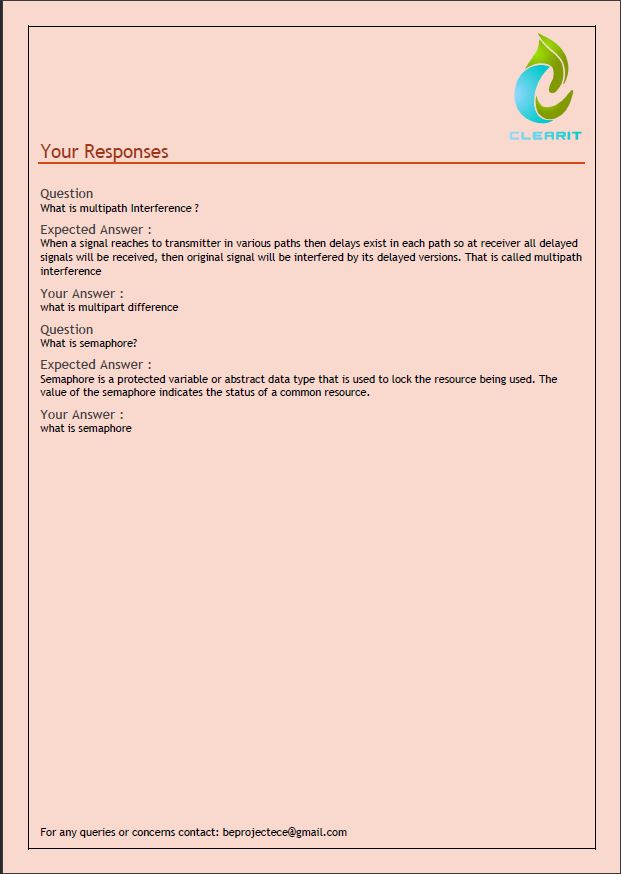 CLEARIT
Your Responses
Question
What is multipath Interference ?
Expected Answer :
When a signal reaches to transmitter in various paths then delays exist in each path so at receiver all delayed
signals will be received, then original signal will be interfered by its delayed versions. That is called multipath
interference
Your Answer :
what is multipart difference
Question
What is semaphore?
Expected Answer :
Semaphore is a protected variable or abstract data type that is used to lock the resource being used. The
value of the semaphore indicates the status of a common resource.
Your Answer :
what is semaphore
For any queries or concerns contact: beprojectece@gmail.com